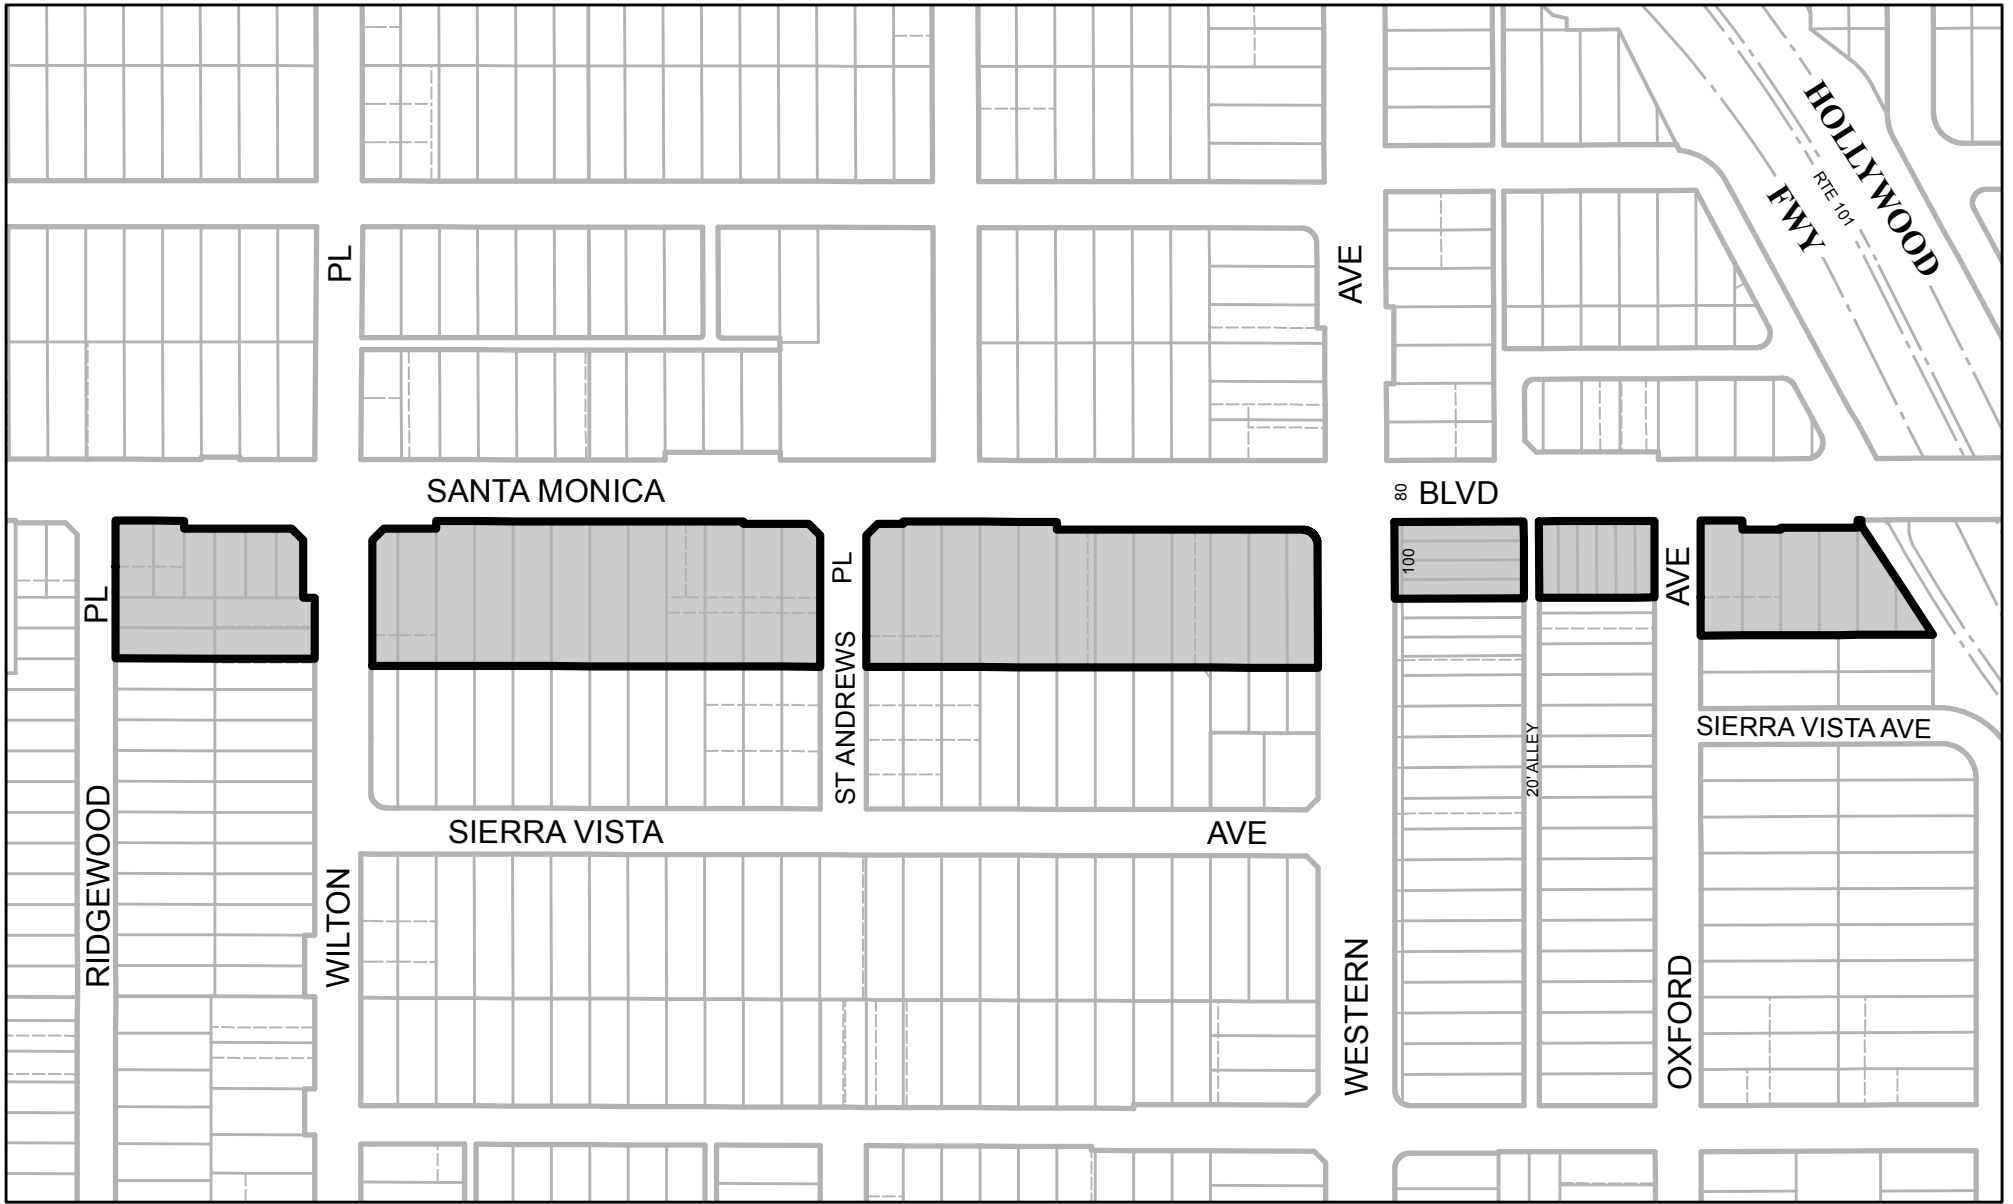 HOLLYWOOD
RTE 101
FWY
PL
AVE
SANTA MONICA
80
BLVD
100
PL
PL
AVE
ST ANDREWS
SIERRA VISTA AVE
20' ALLEY
SIERRA VISTA
AVE
RIDGEWOOD
WILTON
WESTERN
OXFORD